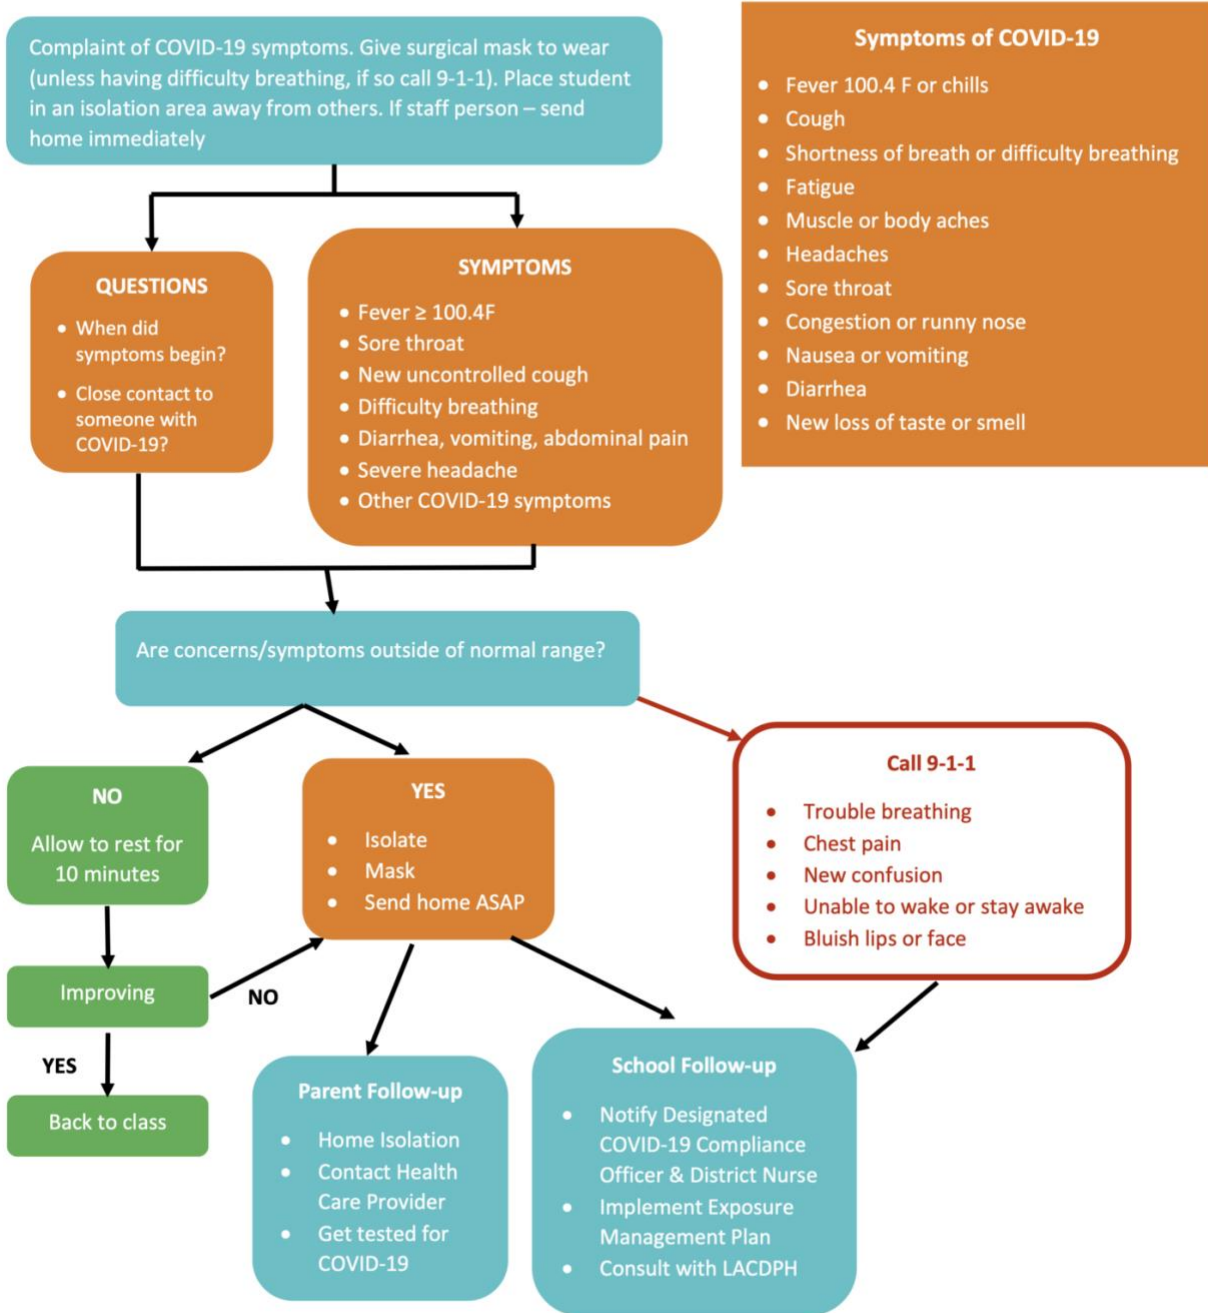 Complaint of COVID-19 symptoms. Give surgical mask to wear
(unless having difficulty breathing, if so call 9-1-1). Place student
in an isolation area away from others. If staff person – send
home immediately
Symptoms of COVID-19
• Fever 100.4 F or chills
• Cough
• Shortness of breath or difficulty breathing
• Fatigue
• Muscle or body aches
• Headaches
• Sore throat
• Congestion or runny nose
• Nausea or vomiting
• Diarrhea
• New loss of taste or smell
QUESTIONS
• When did
symptoms begin?
• Close contact to
someone with
COVID-19?
SYMPTOMS
• Fever ≥ 100.4F
• Sore throat
• New uncontrolled cough
• Difficulty breathing
• Diarrhea, vomiting, abdominal pain
• Severe headache
• Other COVID-19 symptoms
Are concerns/symptoms outside of normal range?
NO
Allow to rest for
10 minutes
YES
• Isolate
• Mask
• Send home ASAP
Call 9-1-1
• Trouble breathing
• Chest pain
• New confusion
• Unable to wake or stay awake
• Bluish lips or face
Improving
NO
YES
Back to class
Parent Follow-up
• Home Isolation
• Contact Health
Care Provider
• Get tested for
COVID-19
School Follow-up
• Notify Designated
COVID-19 Compliance
Officer & District Nurse
• Implement Exposure
Management Plan
• Consult with LACDPH